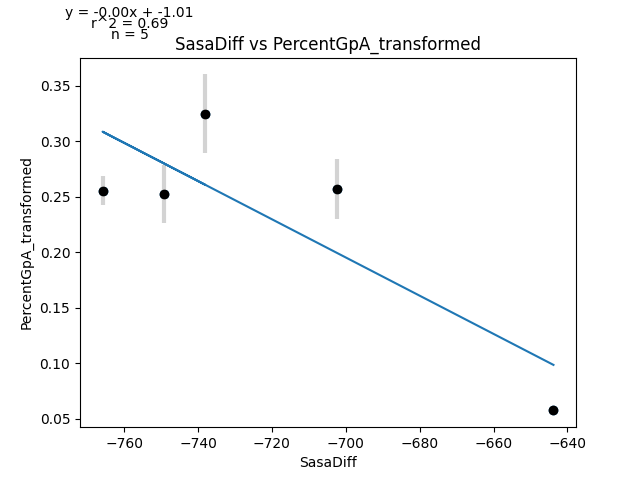 y = -0.00x + -1.01
r^2 = 0.69
n = 5
SasaDiff vs PercentGpA_transformed
0.35
0.30
0.25
0.20
0.15
0.10
0.05
PercentGpA_transformed
−760 −740 −720 −700 −680 −660 −640
SasaDiff